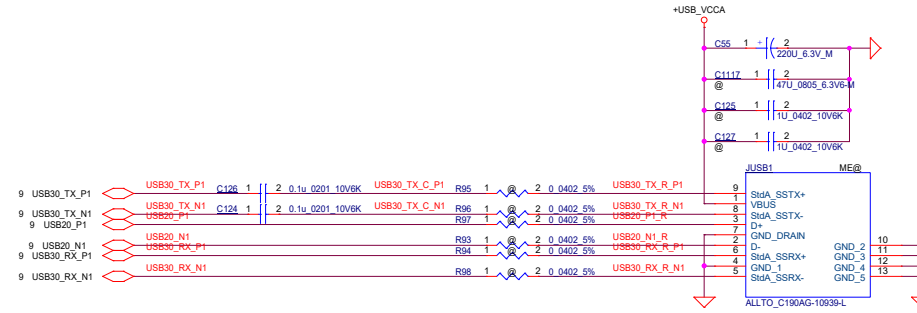 +USB_VCCA
C55 1 + 2
220U_6.3V_M
C1117 1 2
@ 47U_0805_6.3V6-M
C125 1 2
@ 1U_0402_10V6K
C127 1 2
@ 1U_0402_10V6K
JUSB1 ME@
9 USB30_TX_P1 USB30_TX_P1 C126 1 2 0.1u_0201_10V6K USB30_TX_C_P1 R95 1 @ 2 0_0402_5% USB30_TX_R_P1 9 StdA_SSTX+
1 VBUS
9 USB30_TX_N1 USB30_TX_N1 C124 1 2 0.1u_0201_10V6K USB30_TX_C_N1 R96 1 @ 2 0_0402_5% USB30_TX_R_N1 8 StdA_SSTX-
9 USB20_P1 USB20_P1 R97 1 @ 2 0_0402_5% USB20_P1_R 3 D+
7 GND_DRAIN
9 USB20_N1 USB20_N1 R93 1 @ 2 0_0402_5% USB20_N1_R 2 D- GND_2 10
9 USB30_RX_P1 USB30_RX_P1 R94 1 @ 2 0_0402_5% USB30_RX_R_P1 6 StdA_SSRX+ GND_3 11
4 GND_1 GND_4 12
9 USB30_RX_N1 USB30_RX_N1 R98 1 @ 2 0_0402_5% USB30_RX_R_N1 5 StdA_SSRX- GND_5 13
ALLTO_C190AG-10939-L